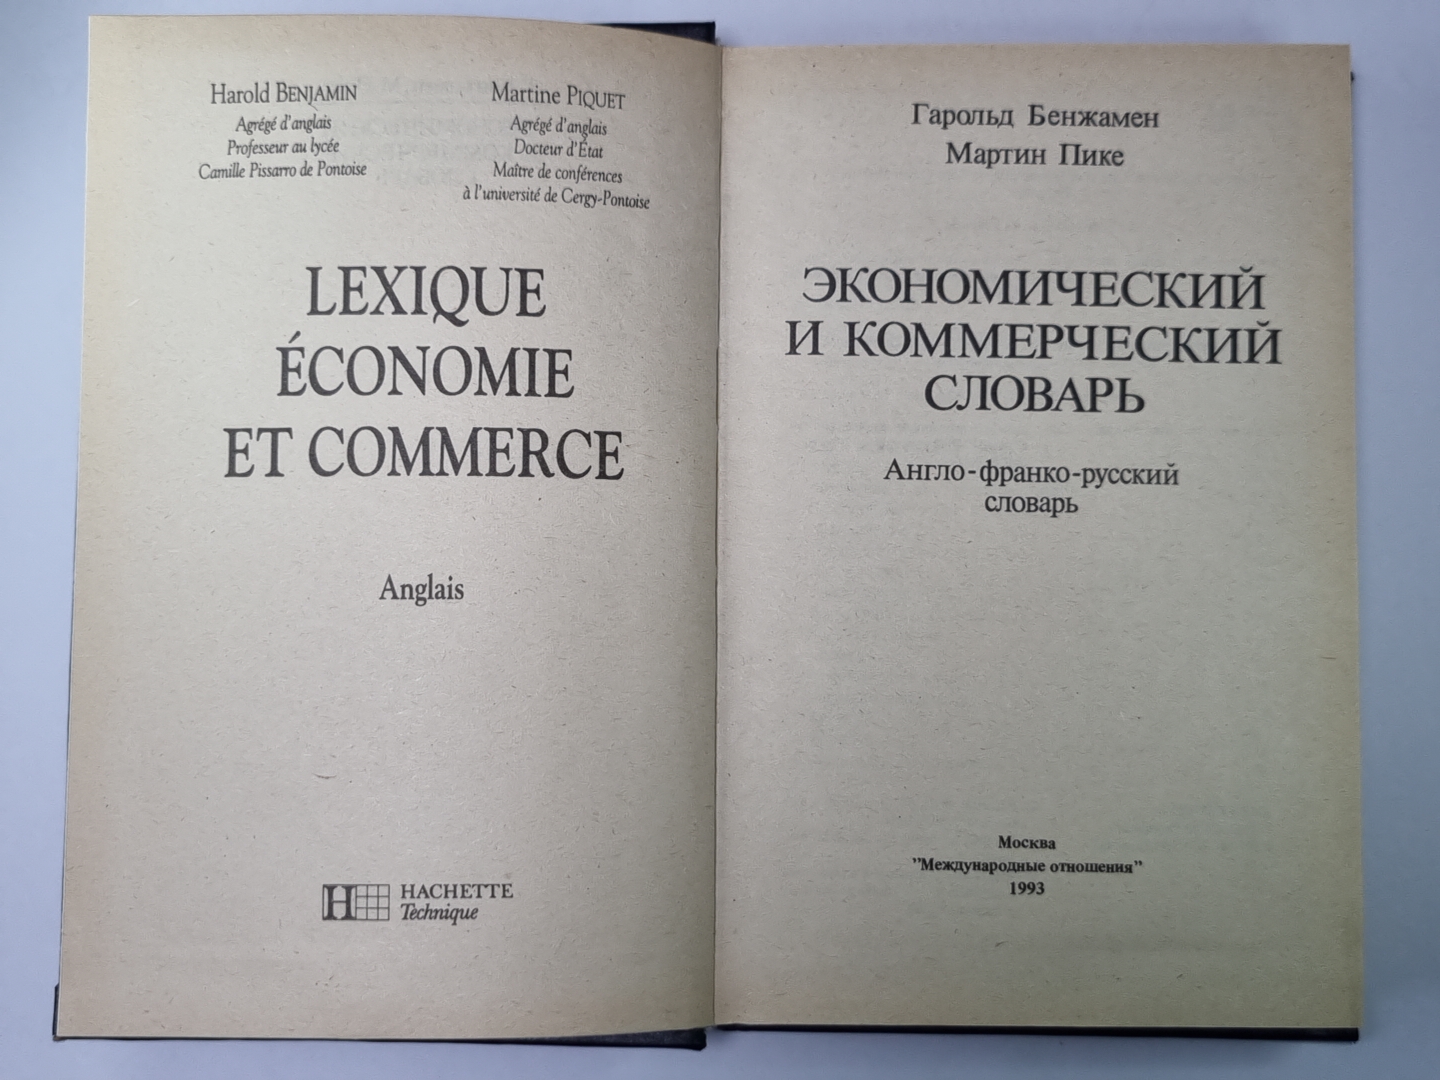 Harold BENJAMIN
Agrégé d'anglais
Professeur au lycée
Camille Pissarro de Pontoise
Martine PIQUET
Agrégé d'anglais
Docteur d'État
Maître de conférences
à l'université de Cergy-Pontoise
LEXIQUE
ÉCONOMIE
ET COMMERCE
Anglais
H HACHETTE
Technique
Гарольд Бенжамен
Мартин Пике
ЭКОНОМИЧЕСКИЙ
И КОММЕРЧЕСКИЙ
СЛОВАРЬ
Англо-франко-русский
словарь
Москва
"Международные отношения"
1993